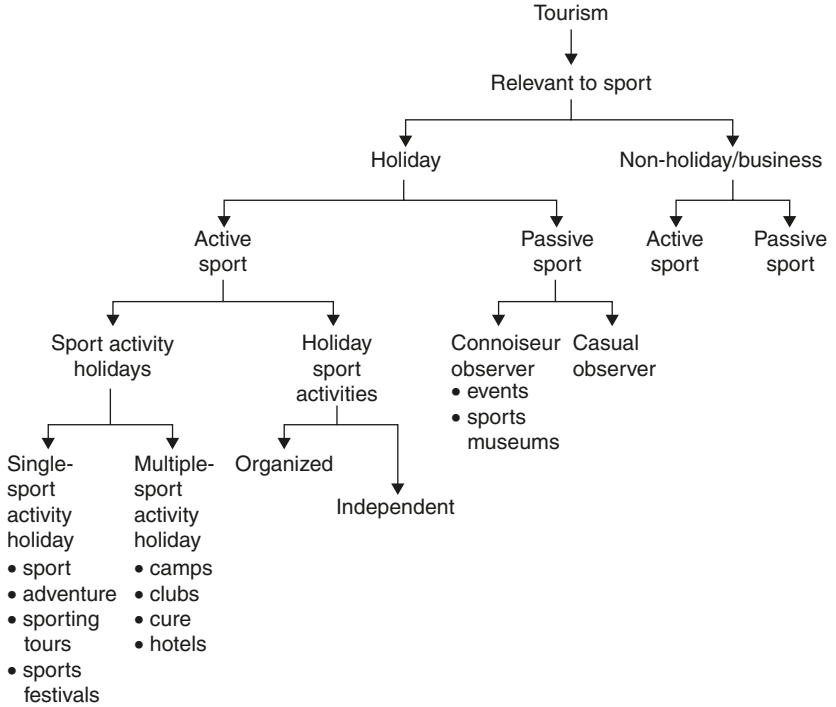 Tourism
Relevant to sport
Holiday
Non-holiday/business
Active
sport
Passive
sport
Active
sport
Passive
sport
Sport activity
holidays
Holiday
sport
activities
Connoiseur
observer
• events
• sports
museums
Casual
observer
Single-
sport
activity
holiday
• sport
• adventure
• sporting
tours
• sports
festivals
Multiple-
sport
activity
holiday
• camps
• clubs
• cure
• hotels
Organized
Independent